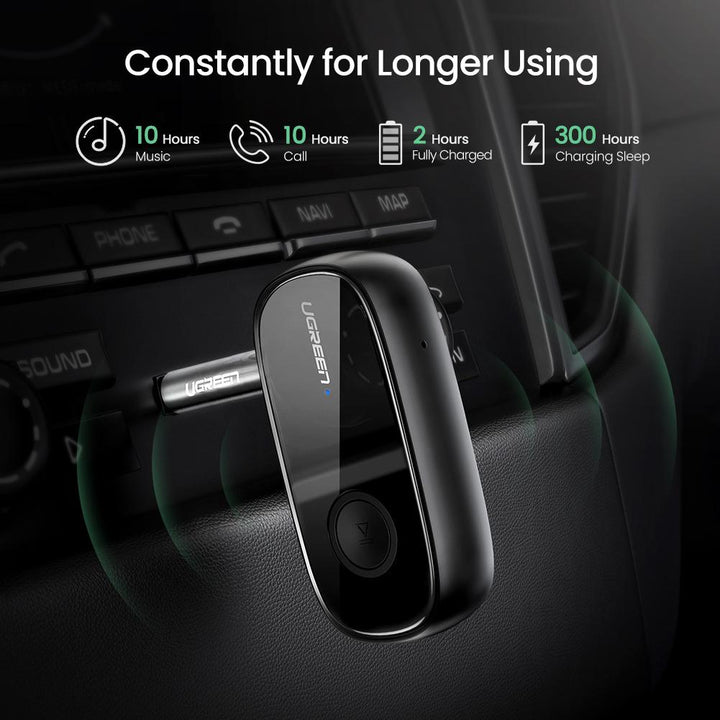 Constantly for Longer Using
10 Hours
Music
10 Hours
Call
2 Hours
Fully Charged
300 Hours
Charging Sleep
PHONE
NAVI
MAP
SOUND
UGREEN
UGREEN